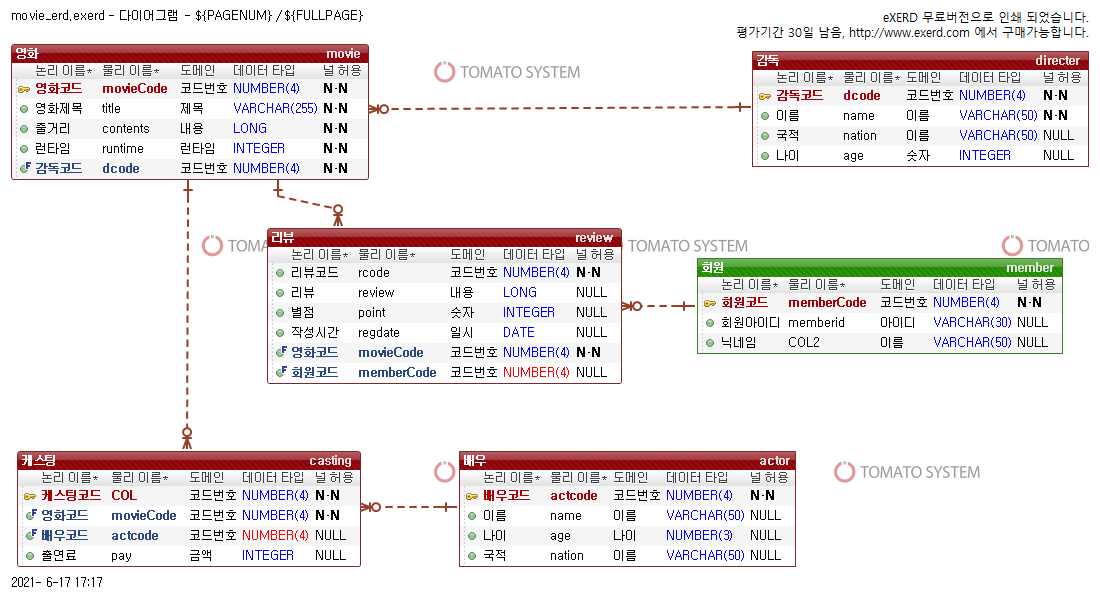 movie_erd,exerd - 다이어그램 - ${PAGENUM} /${FULLPAGE}
eXERD 무료버전으로 인쇄 되었습니다.
평가기간 30일 남음, http://www.exerd.com 에서 구매가능합니다.
영화 movie
논리 이름* 물리 이름* 도메인 데이터 타입 널 허용
영화코드 movieCode 코드번호 NUMBER(4) N-N
영화제목 title 제목 VARCHAR(255) N-N
줄거리 contents 내용 LONG N-N
런타임 runtime 런타임 INTEGER N-N
감독코드 dcode 코드번호 NUMBER(4) N-N
TOMATO SYSTEM
감독 directer
논리 이름* 물리 이름* 도메인 데이터 타입 널 허용
감독코드 dcode 코드번호 NUMBER(4) N-N
이름 name 이름 VARCHAR(50) N-N
국적 nation 이름 VARCHAR(50) NULL
나이 age 숫자 INTEGER NULL
TOMA
리뷰 review
논리 이름* 물리 이름* 도메인 데이터 타입 널 허용
리뷰코드 rcode 코드번호 NUMBER(4) N-N
리뷰 review 내용 LONG NULL
별점 point 숫자 INTEGER NULL
작성시간 regdate 일시 DATE NULL
영화코드 movieCode 코드번호 NUMBER(4) N-N
회원코드 memberCode 코드번호 NUMBER(4) NULL
TOMATO SYSTEM
TOMATO
회원 member
논리 이름* 물리 이름* 도메인 데이터 타입 널 허용
회원코드 memberCode 코드번호 NUMBER(4) N-N
회원아이디 memberid 아이디 VARCHAR(30) NULL
닉네임 COL2 이름 VARCHAR(50) NULL
케스팅 casting
논리 이름* 물리 이름* 도메인 데이터 타입 널 허용
케스팅코드 COL 코드번호 NUMBER(4) N-N
영화코드 movieCode 코드번호 NUMBER(4) N-N
배우코드 actcode 코드번호 NUMBER(4) NULL
출연료 pay 금액 INTEGER NULL
배우 actor
논리 이름* 물리 이름* 도메인 데이터 타입 널 허용
배우코드 actcode 코드번호 NUMBER(4) N-N
이름 name 이름 VARCHAR(50) NULL
나이 age 나이 NUMBER(3) NULL
국적 nation 이름 VARCHAR(50) NULL
TOMATO SYSTEM
2021- 6-17 17:17